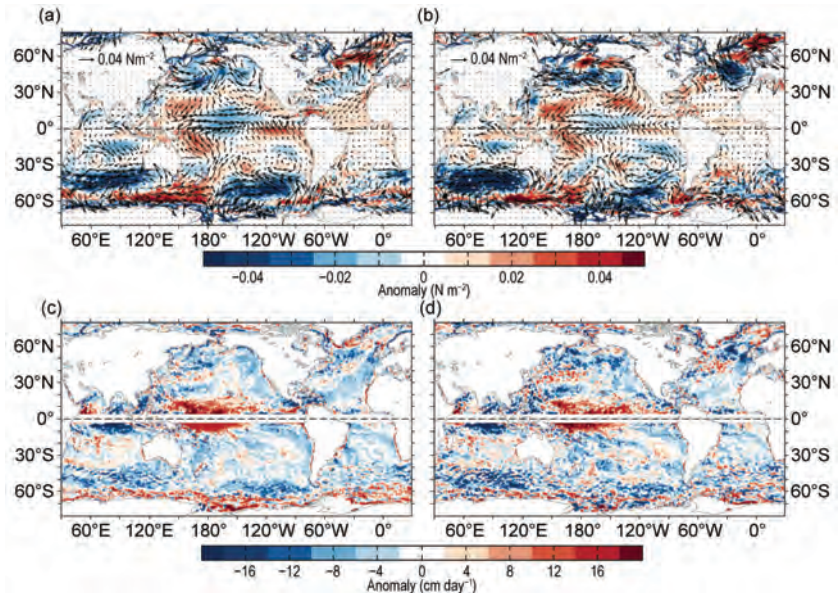 (a) (b)
60°N 0.04 Nm⁻² 60°N 0.04 Nm⁻²
30°N 30°N
0° 0°
30°S 30°S
60°S 60°S
60°E 120°E 180° 120°W 60°W 0° 60°E 120°E 180° 120°W 60°W 0°
−0.04 −0.02 0 0.02 0.04
Anomaly (N m⁻²)
(c) (d)
60°N 60°N
30°N 30°N
0° 0°
30°S 30°S
60°S 60°S
60°E 120°E 180° 120°W 60°W 0° 60°E 120°E 180° 120°W 60°W 0°
−16 −12 −8 −4 0 4 8 12 16
Anomaly (cm day⁻¹)